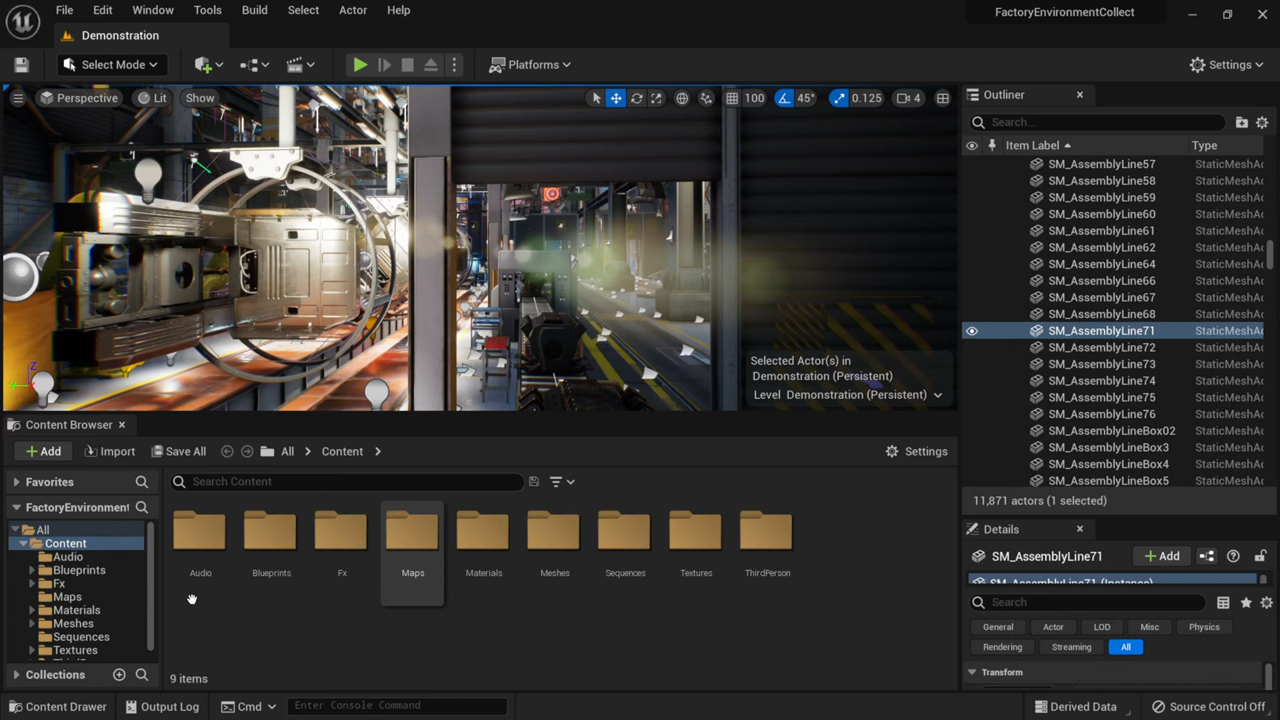 File Edit Window Tools Build Select Actor Help
FactoryEnvironmentCollect
Demonstration
Select Mode
Platforms
Settings
Perspective Lit Show
100 45° 0.125 4
Selected Actor(s) in
Demonstration (Persistent)
Level Demonstration (Persistent)
Outliner
Search...
Item Label Type
SM_AssemblyLine57 StaticMeshAc
SM_AssemblyLine58 StaticMeshAc
SM_AssemblyLine59 StaticMeshAc
SM_AssemblyLine60 StaticMeshAc
SM_AssemblyLine61 StaticMeshAc
SM_AssemblyLine62 StaticMeshAc
SM_AssemblyLine64 StaticMeshAc
SM_AssemblyLine66 StaticMeshAc
SM_AssemblyLine67 StaticMeshAc
SM_AssemblyLine68 StaticMeshAc
SM_AssemblyLine71 StaticMeshAc
SM_AssemblyLine72 StaticMeshAc
SM_AssemblyLine73 StaticMeshAc
SM_AssemblyLine74 StaticMeshAc
SM_AssemblyLine75 StaticMeshAc
SM_AssemblyLine76 StaticMeshAc
SM_AssemblyLineBox02 StaticMeshAc
SM_AssemblyLineBox3 StaticMeshAc
SM_AssemblyLineBox4 StaticMeshAc
SM_AssemblyLineBox5 StaticMeshAc
11,871 actors (1 selected)
Details
SM_AssemblyLine71
Add
SM_AssemblyLine71 (Instance)
Search
General Actor LOD Misc Physics
Rendering Streaming All
Transform
Content Browser
Add Import Save All All Content
Settings
Favorites
FactoryEnvironment
All
Content
Audio
Blueprints
Fx
Maps
Materials
Meshes
Sequences
Textures
Collections
Search Content
Audio Blueprints Fx Maps Materials Meshes Sequences Textures ThirdPerson
9 items
Content Drawer Output Log Cmd Enter Console Command
Derived Data Source Control Off